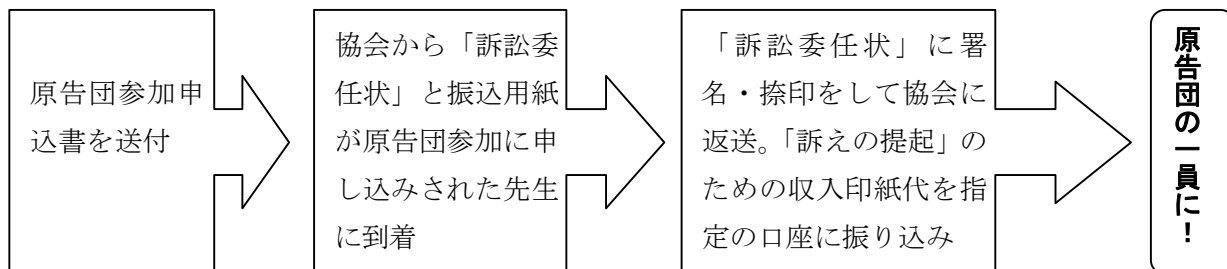 原告団参加申
込書を送付
協会から「訴訟委
任状」と振込用紙
が原告団参加に申
し込みされた先生
に到着
「訴訟委任状」に署
名・捺印をして協会に
返送。「訴えの提起」の
ための収入印紙代を指
定の口座に振り込み
原告団の一員に！